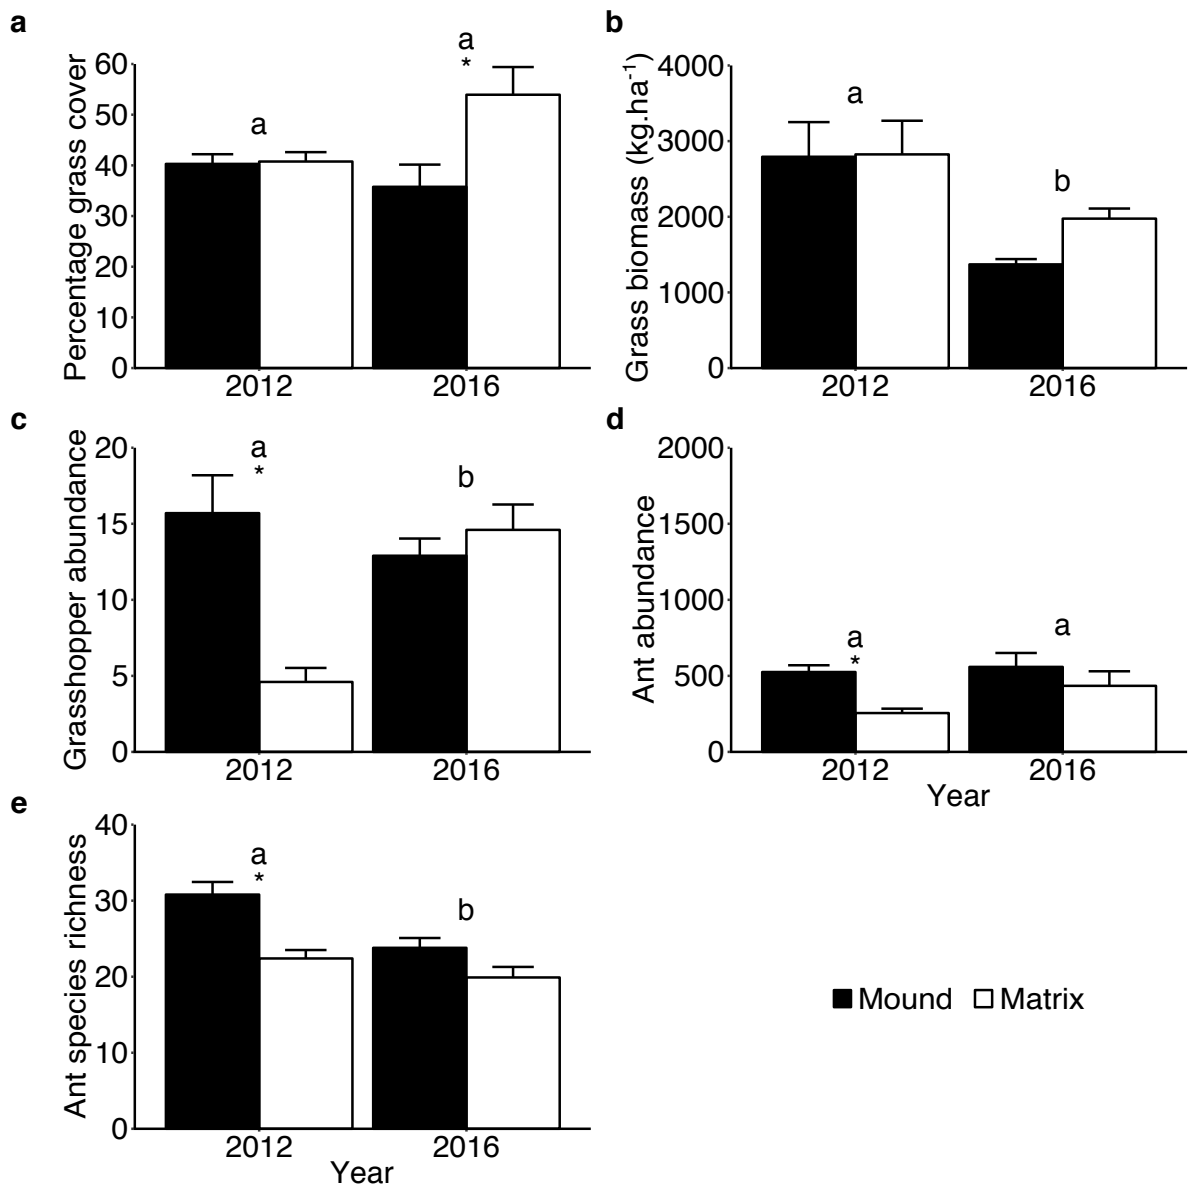 a
Percentage grass cover
60
50
40
30
20
10
0
a
a
*
2012
2016
b
Grass biomass (kg.ha⁻¹)
4000
3000
2000
1000
0
a
b
2012
2016
c
Grasshopper abundance
20
15
10
5
0
a
*
b
2012
2016
d
Ant abundance
2000
1500
1000
500
0
a
*
a
2012
2016
Year
e
Ant species richness
40
30
20
10
0
a
*
b
2012
2016
Year
Mound
Matrix